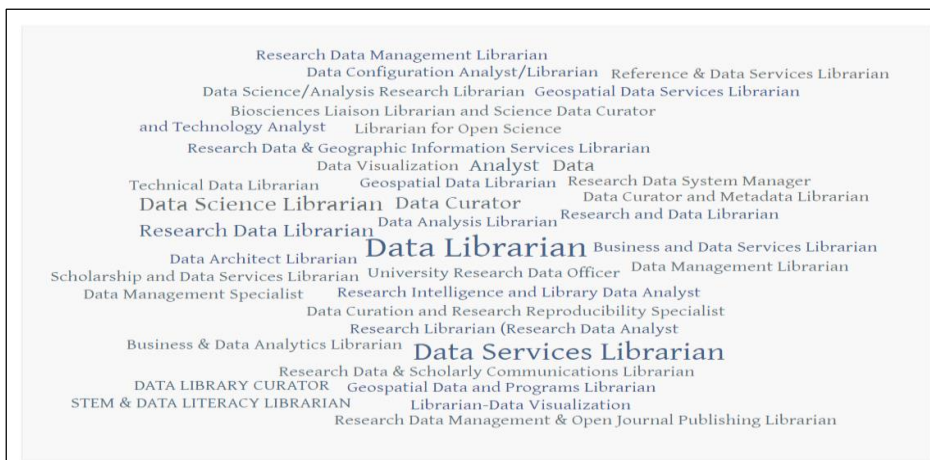 Research Data Management Librarian
Data Configuration Analyst/Librarian Reference & Data Services Librarian
Data Science/Analysis Research Librarian Geospatial Data Services Librarian
Biosciences Liaison Librarian and Science Data Curator
and Technology Analyst Librarian for Open Science
Research Data & Geographic Information Services Librarian
Data Visualization Analyst Data
Technical Data Librarian Geospatial Data Librarian Research Data System Manager
Data Science Librarian Data Curator Data Curator and Metadata Librarian
Research Data Librarian Data Analysis Librarian Research and Data Librarian
Data Architect Librarian Data Librarian Business and Data Services Librarian
Scholarship and Data Services Librarian University Research Data Officer Data Management Librarian
Data Management Specialist Research Intelligence and Library Data Analyst
Data Curation and Research Reproducibility Specialist
Research Librarian (Research Data Analyst
Business & Data Analytics Librarian Data Services Librarian
Research Data & Scholarly Communications Librarian
DATA LIBRARY CURATOR Geospatial Data and Programs Librarian
STEM & DATA LITERACY LIBRARIAN Librarian-Data Visualization
Research Data Management & Open Journal Publishing Librarian